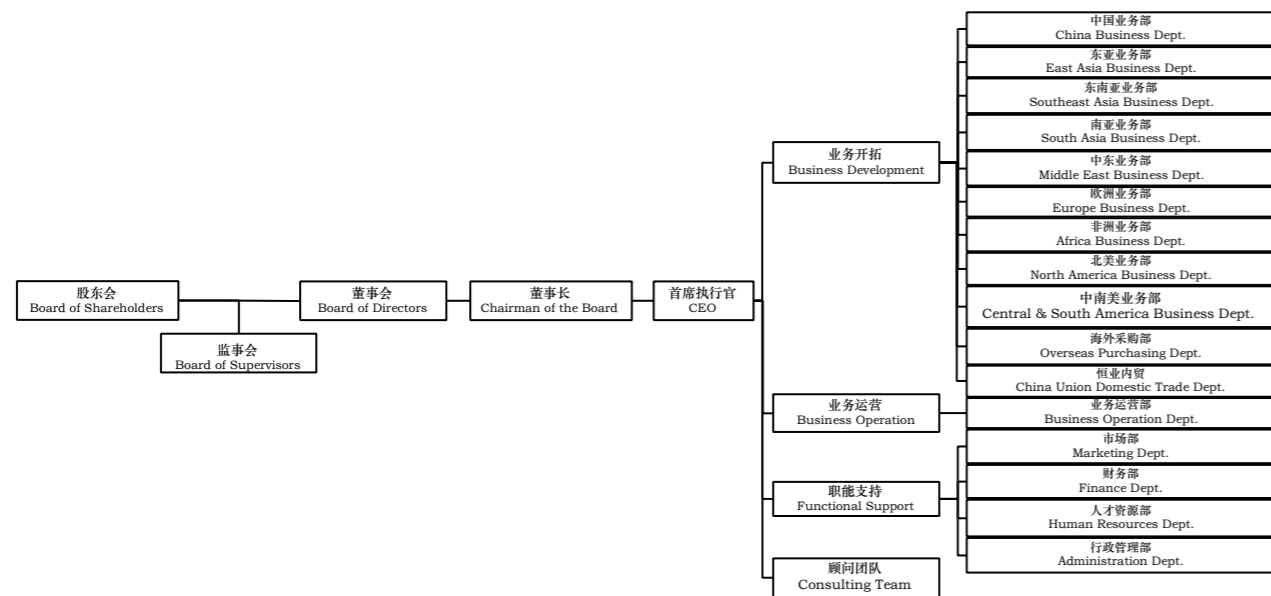 股东会
Board of Shareholders
监事会
Board of Supervisors
董事会
Board of Directors
董事长
Chairman of the Board
首席执行官
CEO
业务开拓
Business Development
中国业务部
China Business Dept.
东亚业务部
East Asia Business Dept.
东南亚业务部
Southeast Asia Business Dept.
南亚业务部
South Asia Business Dept.
中东业务部
Middle East Business Dept.
欧洲业务部
Europe Business Dept.
非洲业务部
Africa Business Dept.
北美业务部
North America Business Dept.
中南美业务部
Central & South America Business Dept.
海外采购部
Overseas Purchasing Dept.
恒业内贸
China Union Domestic Trade Dept.
业务运营
Business Operation
业务运营部
Business Operation Dept.
职能支持
Functional Support
市场部
Marketing Dept.
财务部
Finance Dept.
人才资源部
Human Resources Dept.
行政管理部
Administration Dept.
顾问团队
Consulting Team